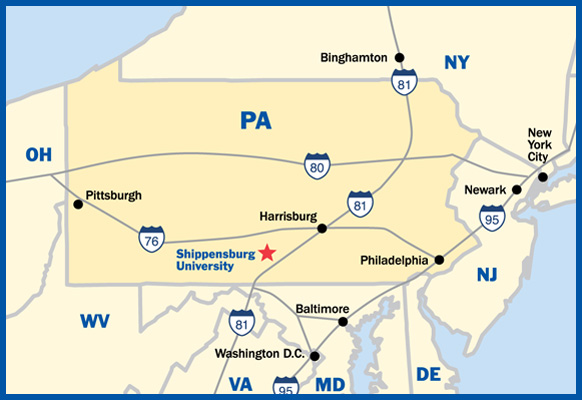 Binghamton
NY
81
PA
OH
80
New
York
City
Pittsburgh
Newark
81
Harrisburg
95
76
Shippensburg
University
Philadelphia
NJ
Baltimore
WV
81
Washington D.C.
VA
95
MD
DE